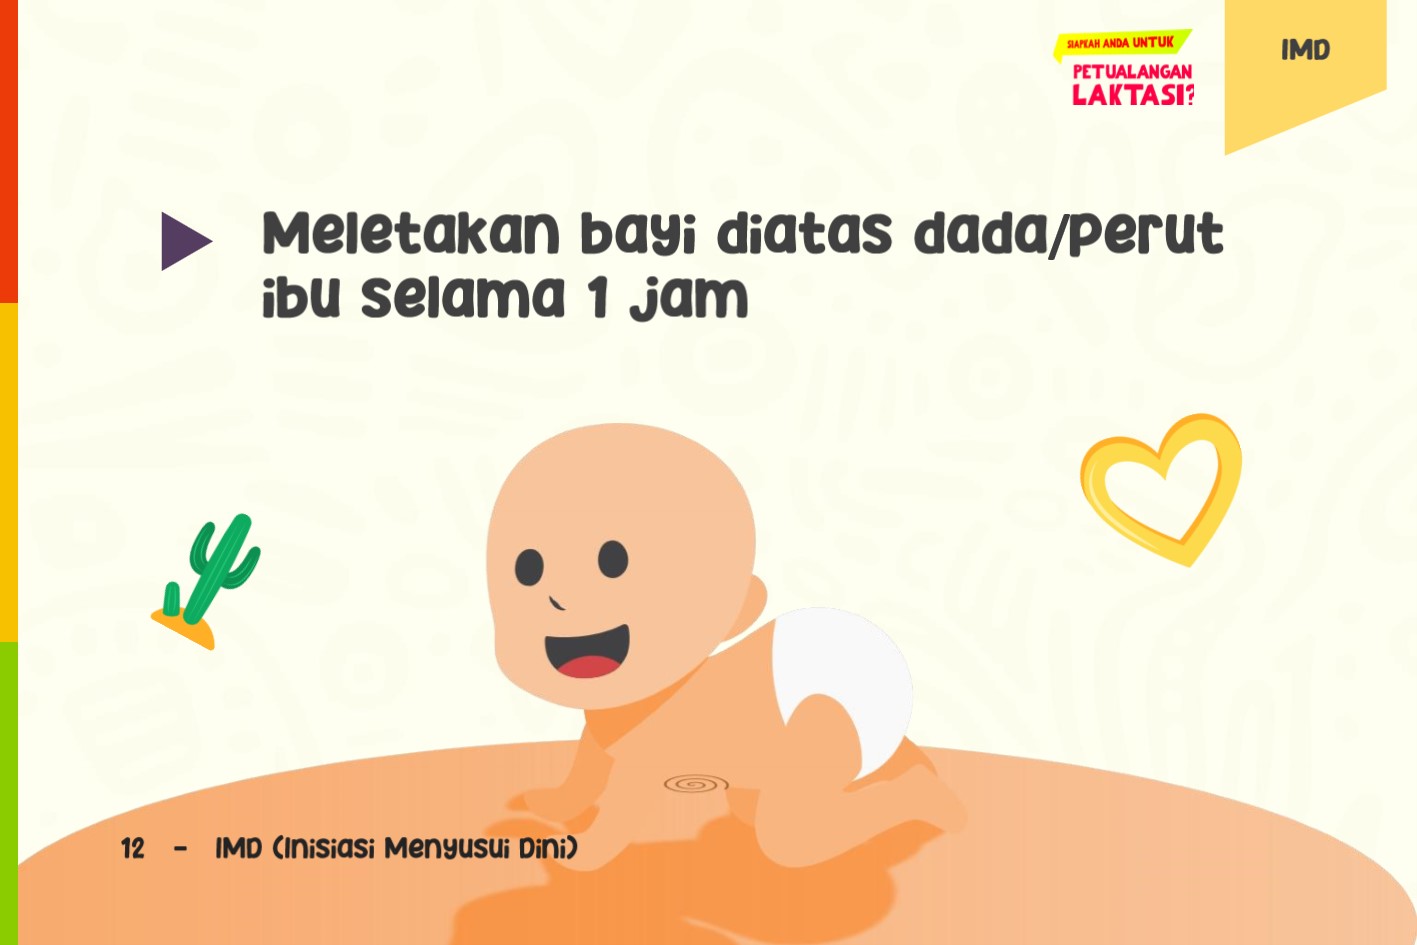 SIAPKAH ANDA UNTUK
PETUALANGAN
LAKTASI?
IMD
Meletakan bayi diatas dada/perut
ibu selama 1 jam
12 - IMD (Inisiasi Menyusui Dini)